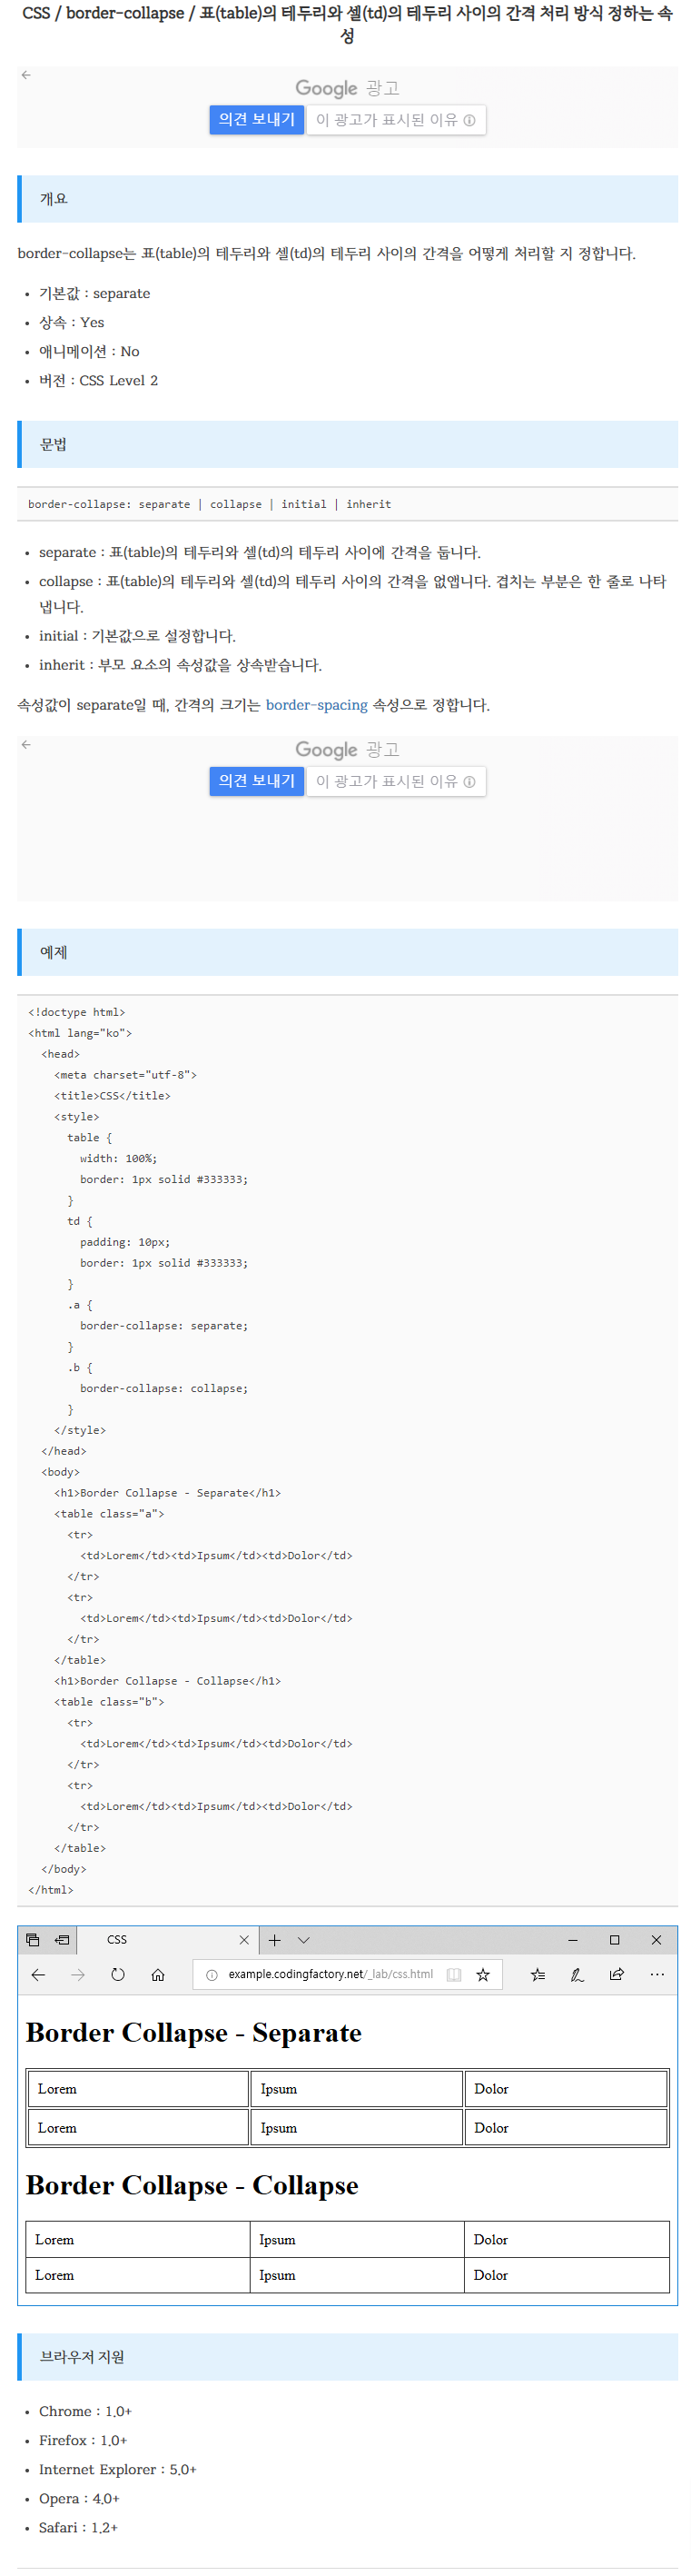 CSS / border-collapse / 표(table)의 테두리와 셀(td)의 테두리 사이의 간격 처리 방식 정하는 속
성
Google 광고
의견 보내기 이 광고가 표시된 이유
개요
border-collapse는 표(table)의 테두리와 셀(td)의 테두리 사이의 간격을 어떻게 처리할 지 정합니다.
• 기본값 : separate
• 상속 : Yes
• 애니메이션 : No
• 버전 : CSS Level 2
문법
border-collapse: separate | collapse | initial | inherit
• separate : 표(table)의 테두리와 셀(td)의 테두리 사이에 간격을 둡니다.
• collapse : 표(table)의 테두리와 셀(td)의 테두리 사이의 간격을 없앱니다. 겹치는 부분은 한 줄로 나타
냅니다.
• initial : 기본값으로 설정합니다.
• inherit : 부모 요소의 속성값을 상속받습니다.
속성값이 separate일 때, 간격의 크기는 border-spacing 속성으로 정합니다.
Google 광고
의견 보내기 이 광고가 표시된 이유
예제
<!doctype html>
<html lang="ko">
  <head>
    <meta charset="utf-8">
    <title>CSS</title>
    <style>
      table {
        width: 100%;
        border: 1px solid #333333;
      }
      td {
        padding: 10px;
        border: 1px solid #333333;
      }
      .a {
        border-collapse: separate;
      }
      .b {
        border-collapse: collapse;
      }
    </style>
  </head>
  <body>
    <h1>Border Collapse - Separate</h1>
    <table class="a">
      <tr>
        <td>Lorem</td><td>Ipsum</td><td>Dolor</td>
      </tr>
      <tr>
        <td>Lorem</td><td>Ipsum</td><td>Dolor</td>
      </tr>
    </table>
    <h1>Border Collapse - Collapse</h1>
    <table class="b">
      <tr>
        <td>Lorem</td><td>Ipsum</td><td>Dolor</td>
      </tr>
      <tr>
        <td>Lorem</td><td>Ipsum</td><td>Dolor</td>
      </tr>
    </table>
  </body>
</html>
CSS
example.codingfactory.net/_lab/css.html
Border Collapse - Separate
Lorem Ipsum Dolor
Lorem Ipsum Dolor
Border Collapse - Collapse
Lorem Ipsum Dolor
Lorem Ipsum Dolor
브라우저 지원
• Chrome : 1.0+
• Firefox : 1.0+
• Internet Explorer : 5.0+
• Opera : 4.0+
• Safari : 1.2+